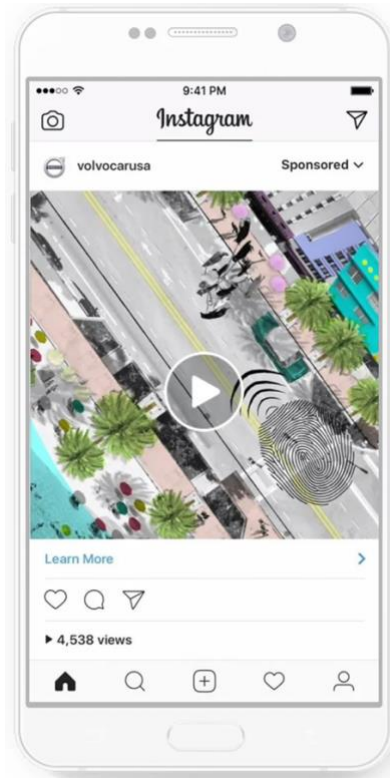 9:41 PM
Instagram
volvocarusa
Sponsored
Learn More
4,538 views